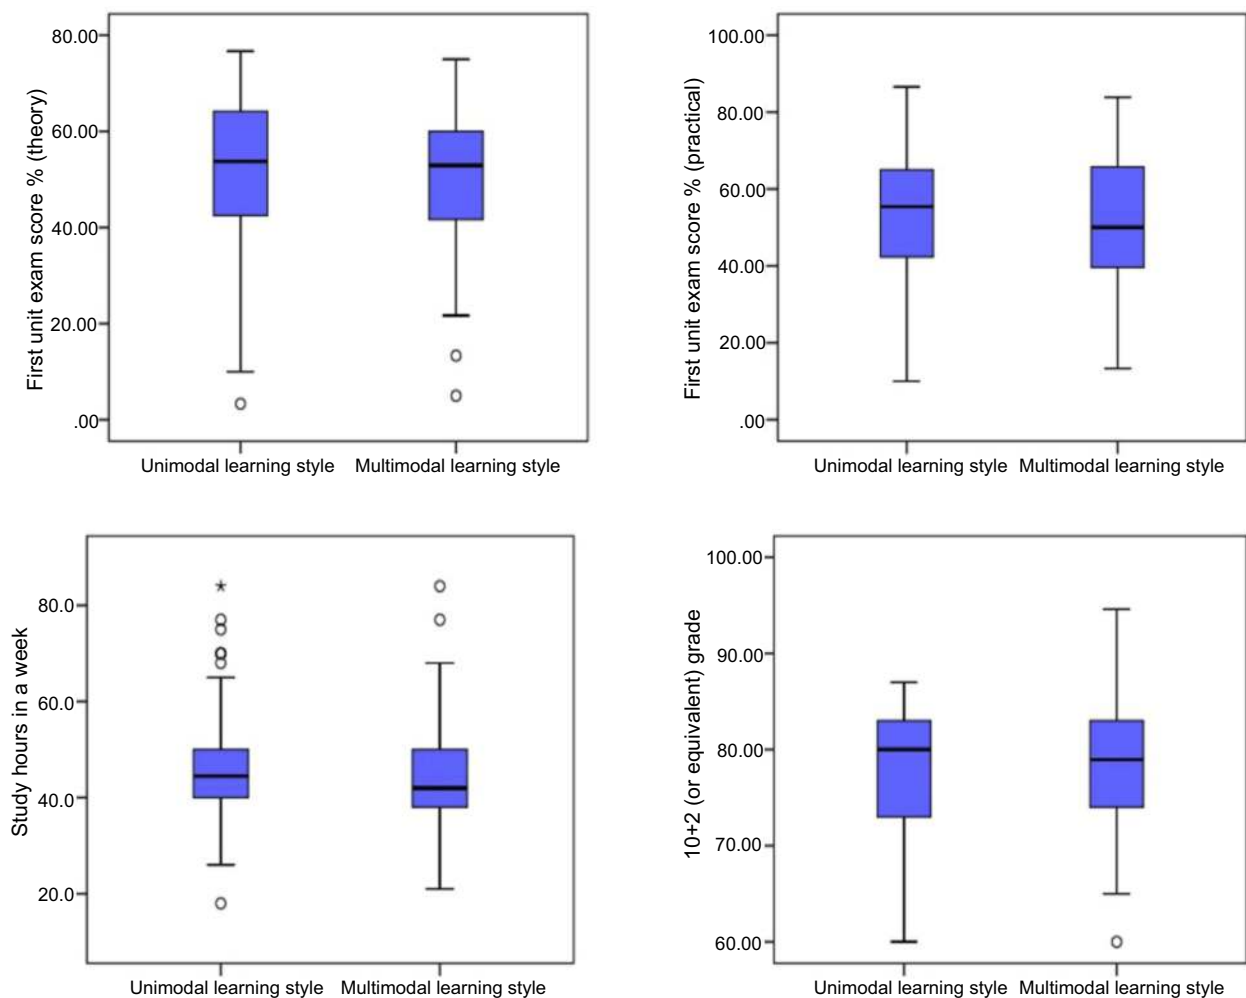 First unit exam score % (theory)
80.00
60.00
40.00
20.00
.00
Unimodal learning style
Multimodal learning style
First unit exam score % (practical)
100.00
80.00
60.00
40.00
20.00
.00
Unimodal learning style
Multimodal learning style
Study hours in a week
80.0
60.0
40.0
20.0
Unimodal learning style
Multimodal learning style
10+2 (or equivalent) grade
100.00
90.00
80.00
70.00
60.00
Unimodal learning style
Multimodal learning style